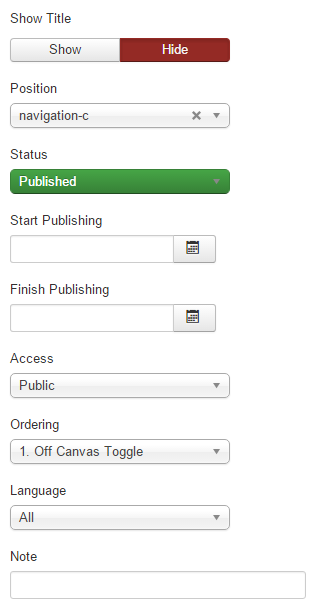 Show Title
Show Hide
Position
navigation-c
Status
Published
Start Publishing
Finish Publishing
Access
Public
Ordering
1. Off Canvas Toggle
Language
All
Note